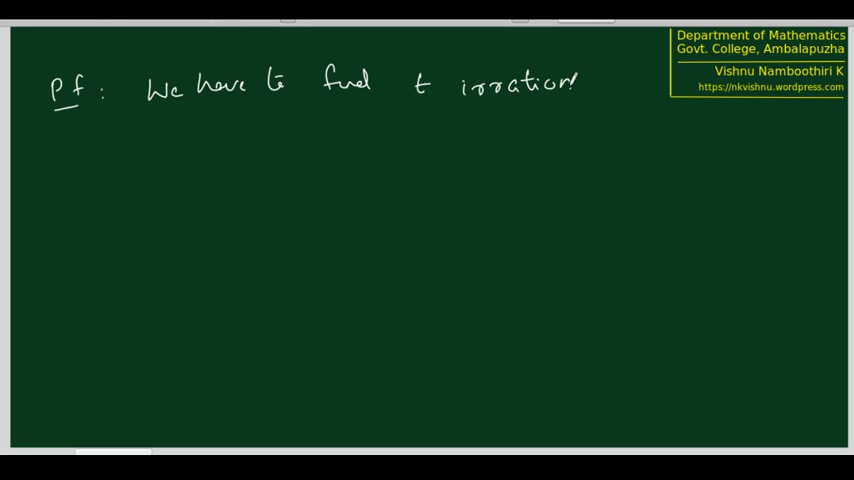 Pf : We have to find t irration
Department of Mathematics
Govt. College, Ambalapuzha
Vishnu Namboothiri K
https://nkvishnu.wordpress.com